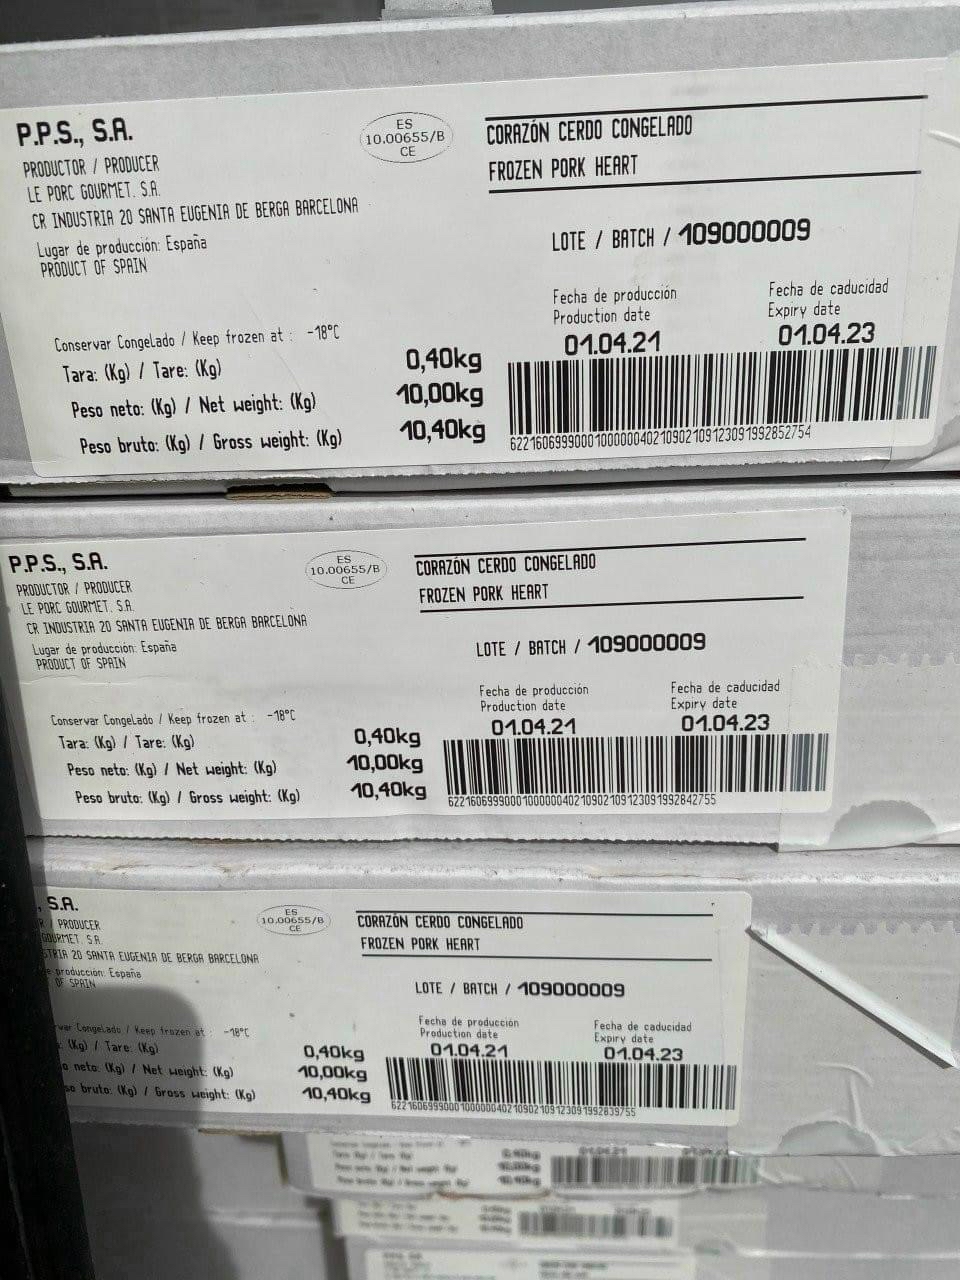 P.P.S., S.A.
PRODUCTOR / PRODUCER
LE PORC GOURMET. S.A.
CR INDUSTRIA 20 SANTA EUGENIA DE BERGA BARCELONA
Lugar de producción: España
PRODUCT OF SPAIN
ES
10.00655/B
CE
CORAZÓN CERDO CONGELADO
FROZEN PORK HEART
LOTE / BATCH / 109000009
Fecha de producción
Production date
01.04.21
Fecha de caducidad
Expiry date
01.04.23
Conservar Congelado / Keep frozen at : -18°C
Tara: (Kg) / Tare: (Kg) 0,40kg
Peso neto: (Kg) / Net weight: (Kg) 10,00kg
Peso bruto: (Kg) / Gross weight: (Kg) 10,40kg
6221606999000100000040210902109123091992852754
P.P.S., S.A.
PRODUCTOR / PRODUCER
LE PORC GOURMET. S.A.
CR INDUSTRIA 20 SANTA EUGENIA DE BERGA BARCELONA
Lugar de producción: España
PRODUCT OF SPAIN
ES
10.00655/B
CE
CORAZÓN CERDO CONGELADO
FROZEN PORK HEART
LOTE / BATCH / 109000009
Fecha de producción
Production date
01.04.21
Fecha de caducidad
Expiry date
01.04.23
Conservar Congelado / Keep frozen at : -18°C
Tara: (Kg) / Tare: (Kg) 0,40kg
Peso neto: (Kg) / Net weight: (Kg) 10,00kg
Peso bruto: (Kg) / Gross weight: (Kg) 10,40kg
6221606999000100000040210902109123091992842755
, S.A.
R / PRODUCER
GOURMET. S.A.
STRIA 20 SANTA EUGENIA DE BERGA BARCELONA
e producción: España
OF SPAIN
ES
10.00655/B
CE
CORAZÓN CERDO CONGELADO
FROZEN PORK HEART
LOTE / BATCH / 109000009
Fecha de producción
Production date
01.04.21
Fecha de caducidad
Expiry date
01.04.23
var Congelado / Keep frozen at : -18°C
: (Kg) / Tare: (Kg) 0,40kg
o neto: (Kg) / Net weight: (Kg) 10,00kg
so bruto: (Kg) / Gross weight: (Kg) 10,40kg
6221606999000100000040210902109123091992839755